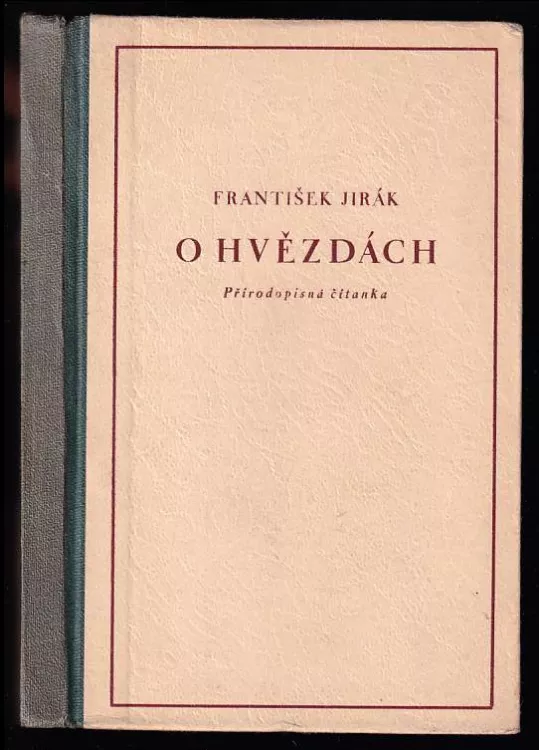 FRANTIŠEK JIRÁK
O HVĚZDÁCH
Přírodopisná čítanka